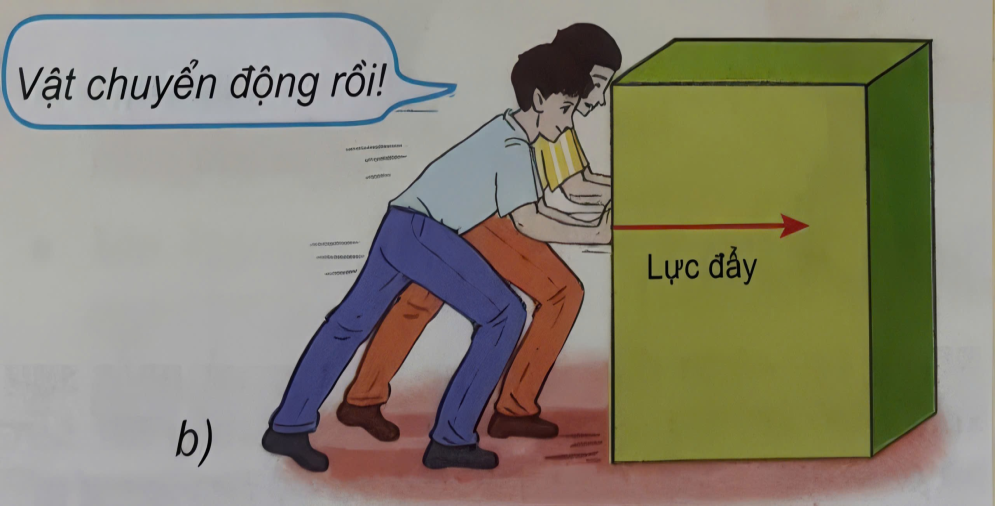 Vật chuyển động rồi!
Lực đẩy
b)